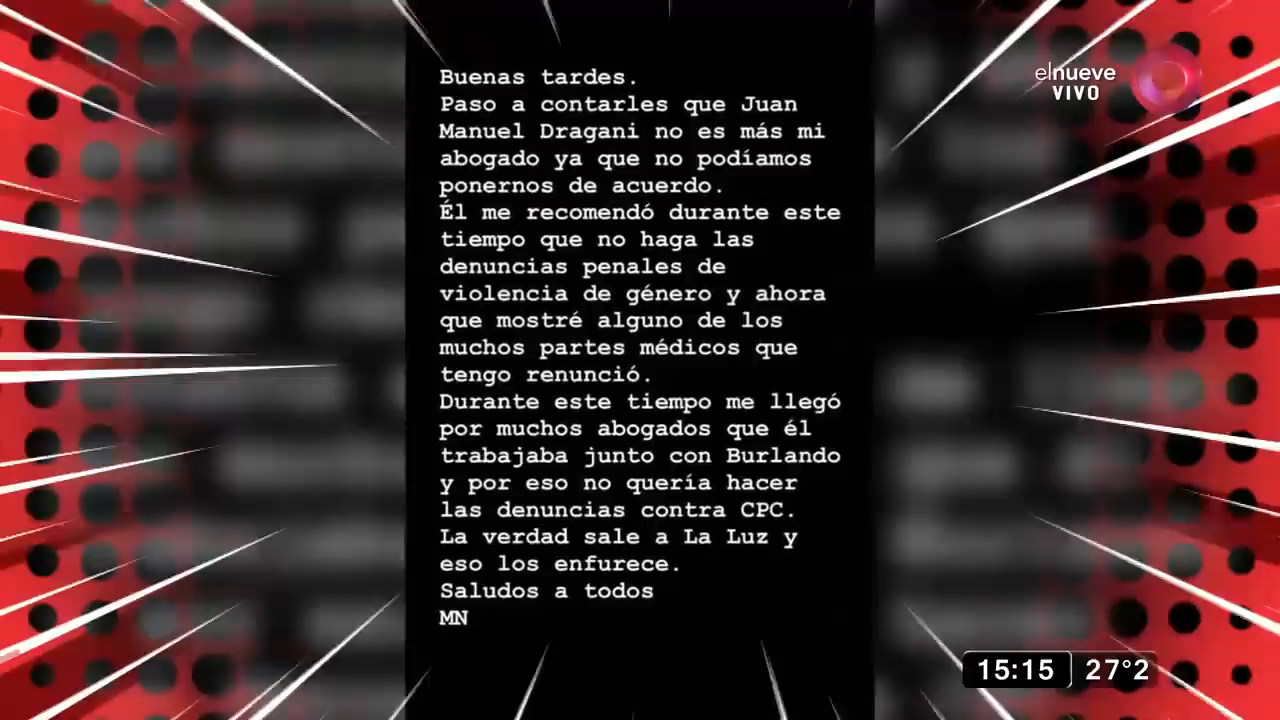 Buenas tardes.
Paso a contarles que Juan
Manuel Dragani no es más mi
abogado ya que no podíamos
ponernos de acuerdo.
Él me recomendó durante este
tiempo que no haga las
denuncias penales de
violencia de género y ahora
que mostré alguno de los
muchos partes médicos que
tengo renunció.
Durante este tiempo me llegó
por muchos abogados que él
trabajaba junto con Burlando
y por eso no quería hacer
las denuncias contra CPC.
La verdad sale a La Luz y
eso los enfurece.
Saludos a todos
MN
elnueve
VIVO
15:15 27°2